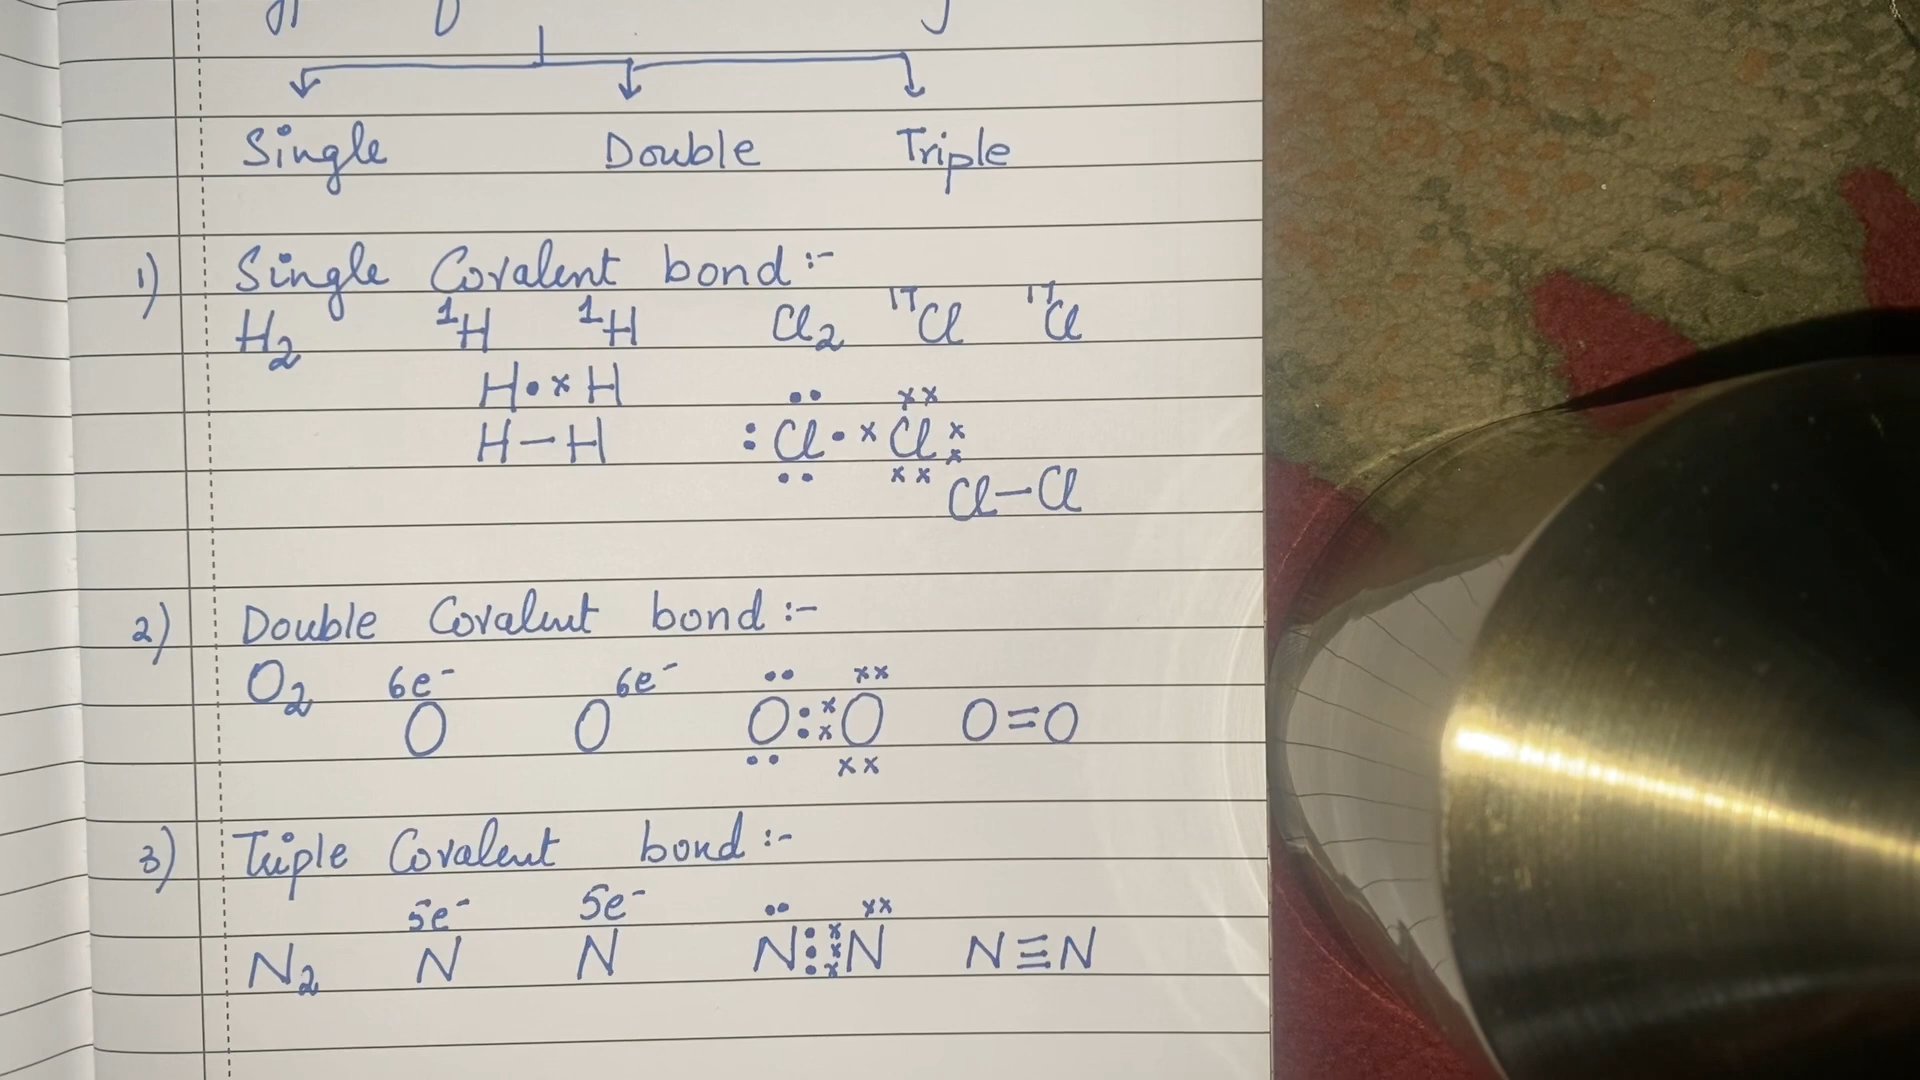 Single Double Triple
1) Single Covalent bond :-
H₂ ¹H ¹H Cl₂ ¹⁷Cl ¹⁷Cl
H•×H
H–H :Cl•×Cl
Cl–Cl
2) Double Covalent bond :-
O₂ 6e⁻ O 6e⁻ O O::O O=O
3) Triple Covalent bond :-
N₂ 5e⁻ N 5e⁻ N N⫶⫶N N≡N